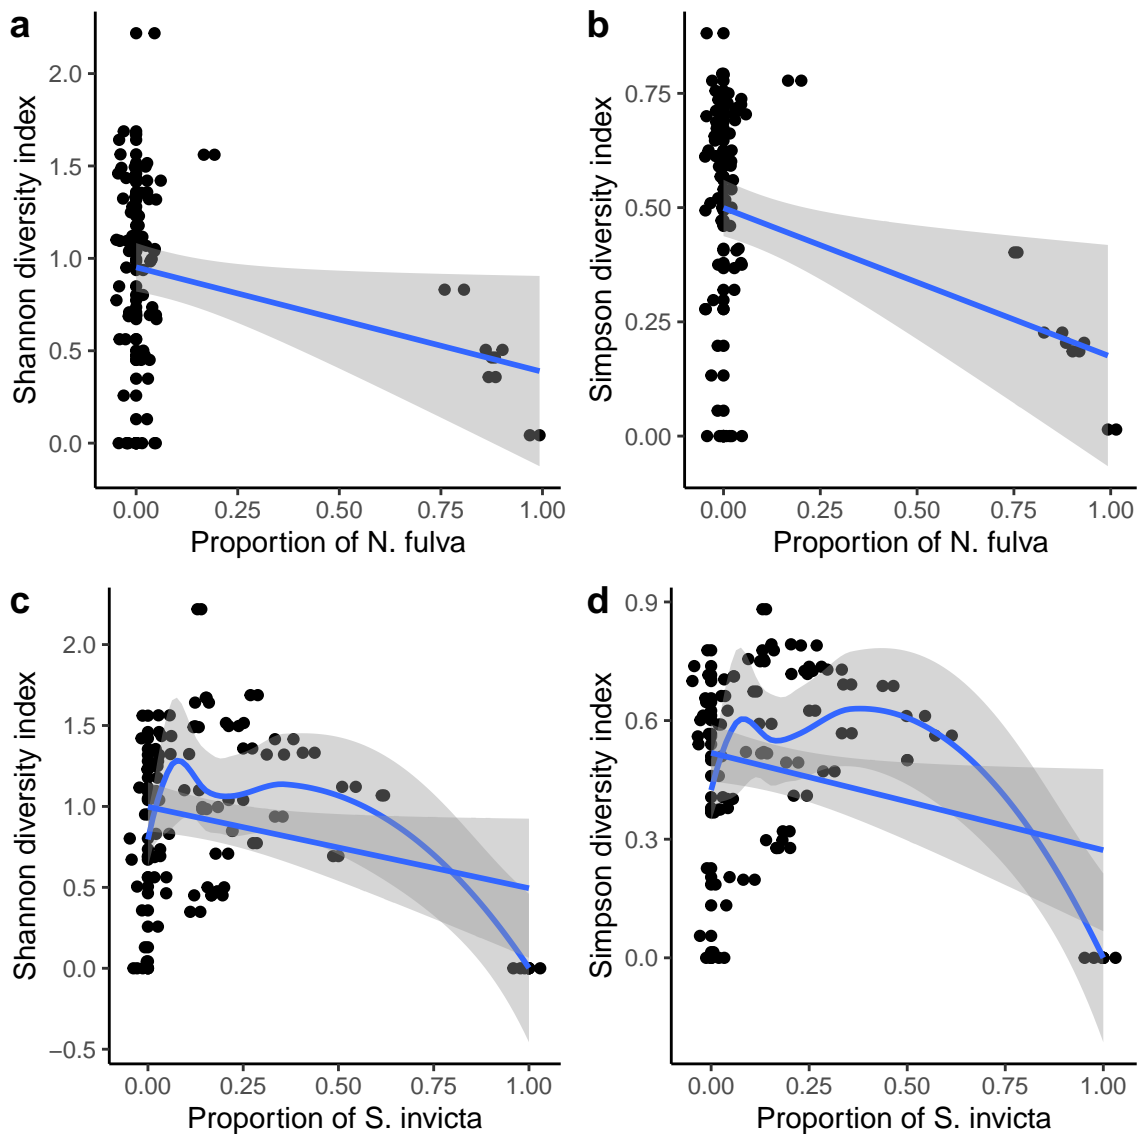 a
Shannon diversity index
2.0
1.5
1.0
0.5
0.0
0.00 0.25 0.50 0.75 1.00
Proportion of N. fulva
b
Simpson diversity index
0.75
0.50
0.25
0.00
0.00 0.25 0.50 0.75 1.00
Proportion of N. fulva
c
Shannon diversity index
2.0
1.5
1.0
0.5
0.0
−0.5
0.00 0.25 0.50 0.75 1.00
Proportion of S. invicta
d
Simpson diversity index
0.9
0.6
0.3
0.0
0.00 0.25 0.50 0.75 1.00
Proportion of S. invicta